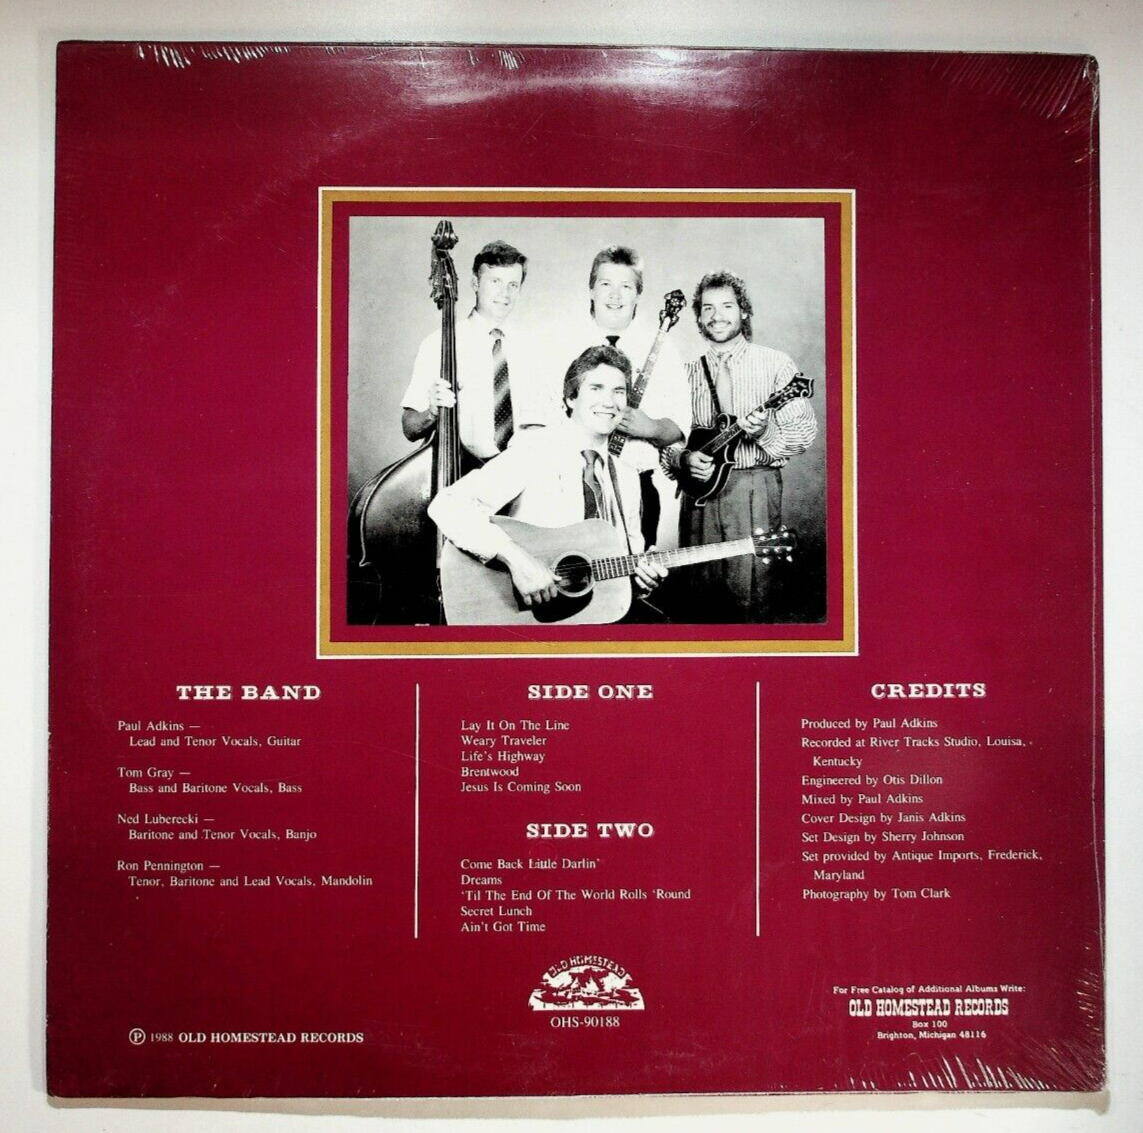 THE BAND
Paul Adkins —
Lead and Tenor Vocals, Guitar
Tom Gray —
Bass and Baritone Vocals, Bass
Ned Luberecki —
Baritone and Tenor Vocals, Banjo
Ron Pennington —
Tenor, Baritone and Lead Vocals, Mandolin
SIDE ONE
Lay It On The Line
Weary Traveler
Life's Highway
Brentwood
Jesus Is Coming Soon
SIDE TWO
Come Back Little Darlin'
Dreams
'Til The End Of The World Rolls 'Round
Secret Lunch
Ain't Got Time
CREDITS
Produced by Paul Adkins
Recorded at River Tracks Studio, Louisa,
Kentucky
Engineered by Otis Dillon
Mixed by Paul Adkins
Cover Design by Janis Adkins
Set Design by Sherry Johnson
Set provided by Antique Imports, Frederick,
Maryland
Photography by Tom Clark
℗ 1988 OLD HOMESTEAD RECORDS
OLD HOMESTEAD
OHS-90188
For Free Catalog of Additional Albums Write:
OLD HOMESTEAD RECORDS
Box 100
Brighton, Michigan 48116